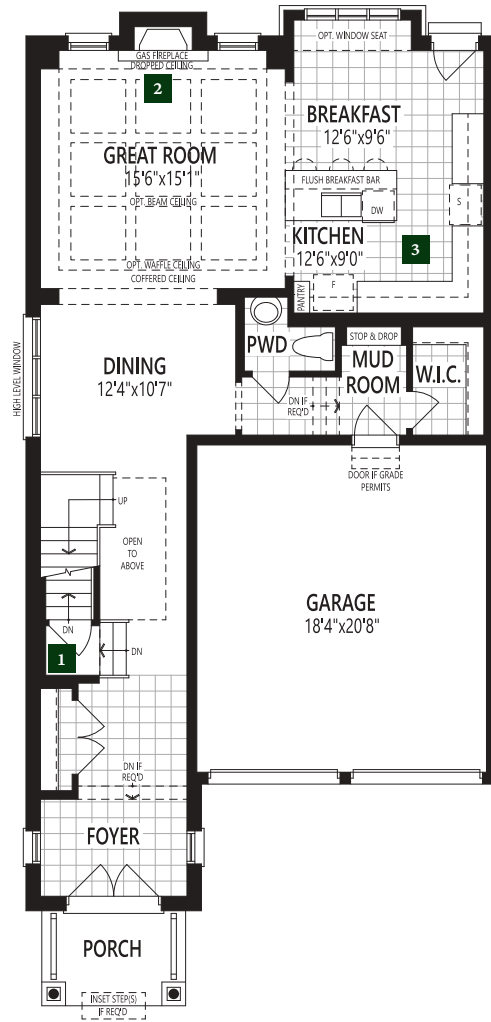 OPT. WINDOW SEAT
GAS FIREPLACE
DROPPED CEILING
2
BREAKFAST
12'6"x9'6"
GREAT ROOM
15'6"x15'1"
OPT. BEAM CEILING
FLUSH BREAKFAST BAR
DW
S
KITCHEN
12'6"x9'0"
3
OPT. WAFFLE CEILING
COFFERED CEILING
PANTRY
F
HIGH LEVEL WINDOW
DINING
12'4"x10'7"
PWD
STOP & DROP
MUD
ROOM
W.I.C.
DN IF
REQ'D
DOOR IF GRADE
PERMITS
UP
OPEN
TO
ABOVE
GARAGE
18'4"x20'8"
DN
1
DN
DN IF
REQ'D
FOYER
PORCH
INSET STEP(S)
IF REQ'D